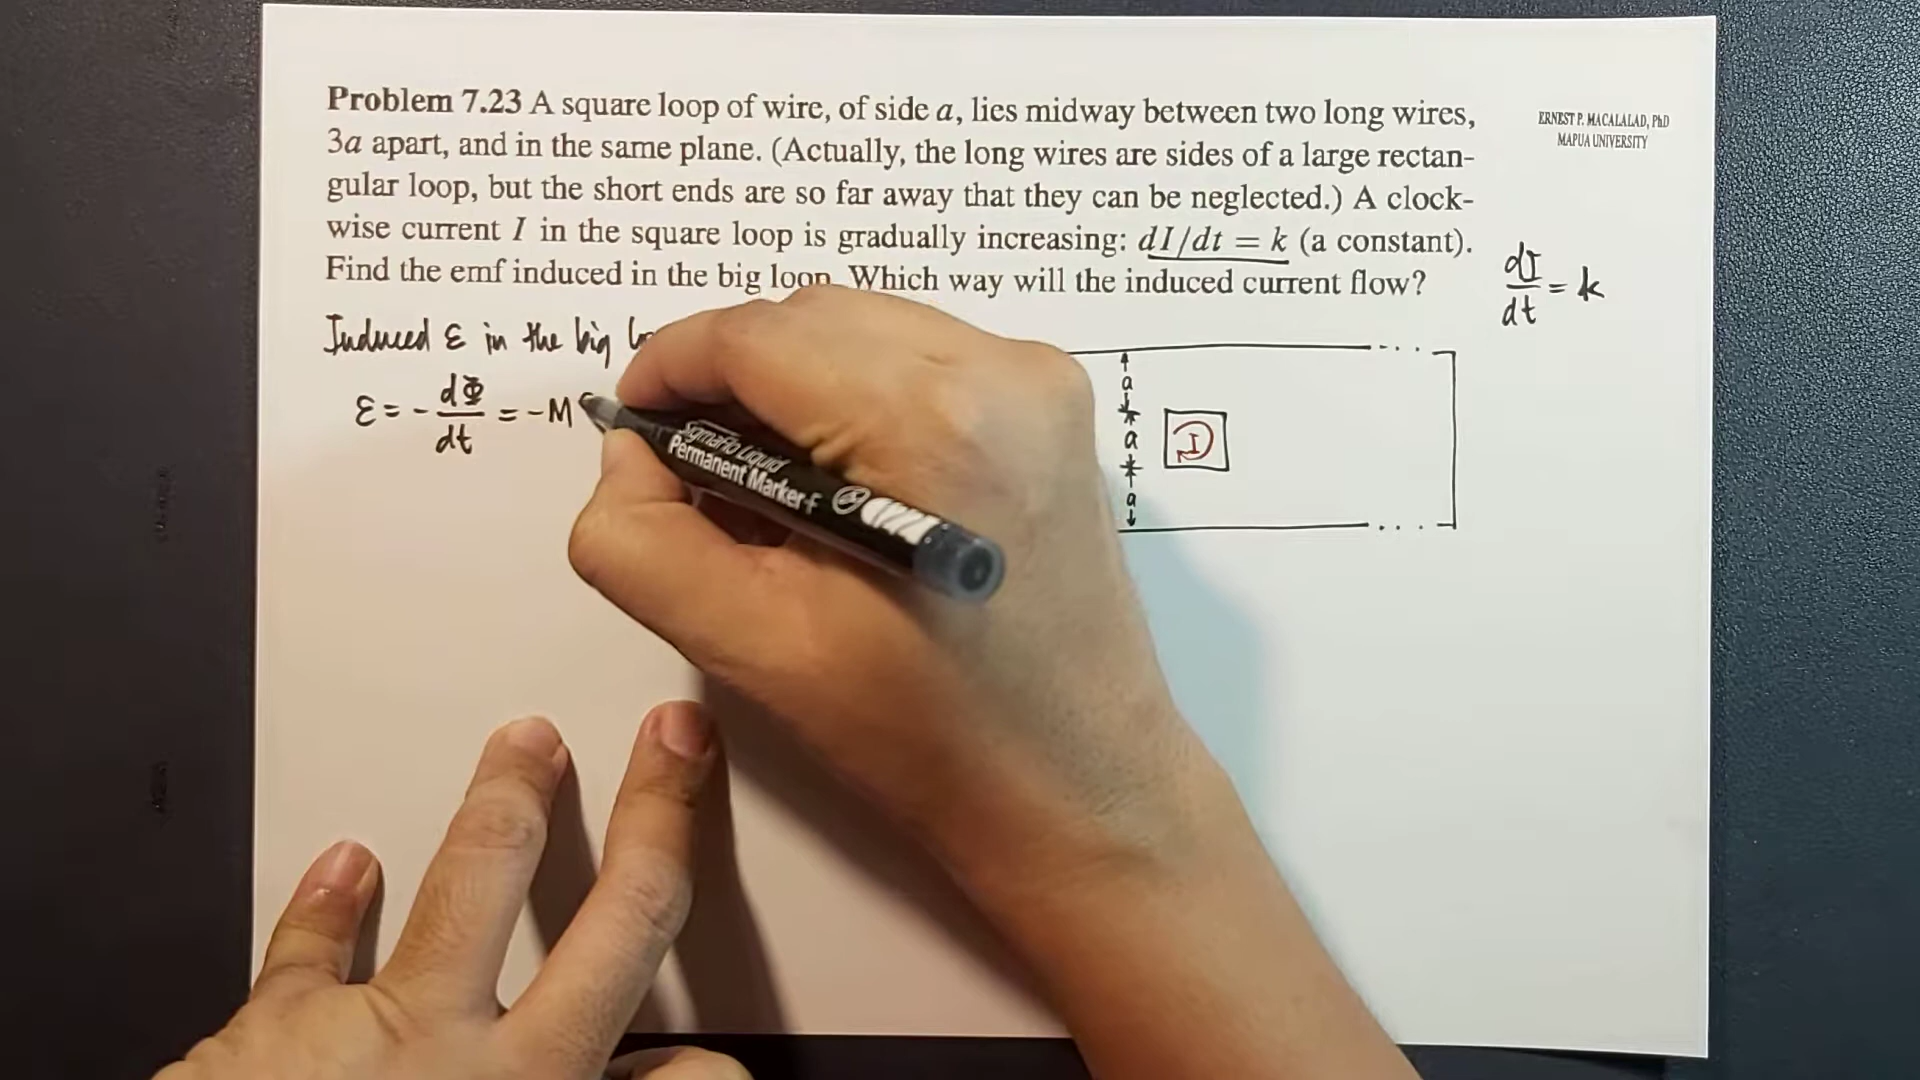 Problem 7.23 A square loop of wire, of side a, lies midway between two long wires,
3a apart, and in the same plane. (Actually, the long wires are sides of a large rectan-
gular loop, but the short ends are so far away that they can be neglected.) A clock-
wise current I in the square loop is gradually increasing: dI/dt = k (a constant).
Find the emf induced in the big loop. Which way will the induced current flow?
ERNEST P. MACALALAD, PhD
MAPUA UNIVERSITY
dI/dt = k
Induced ε in the big
ε = - dΦ/dt = -M
a
a
a
I
SigmaFlo Liquid
Permanent Marker-F